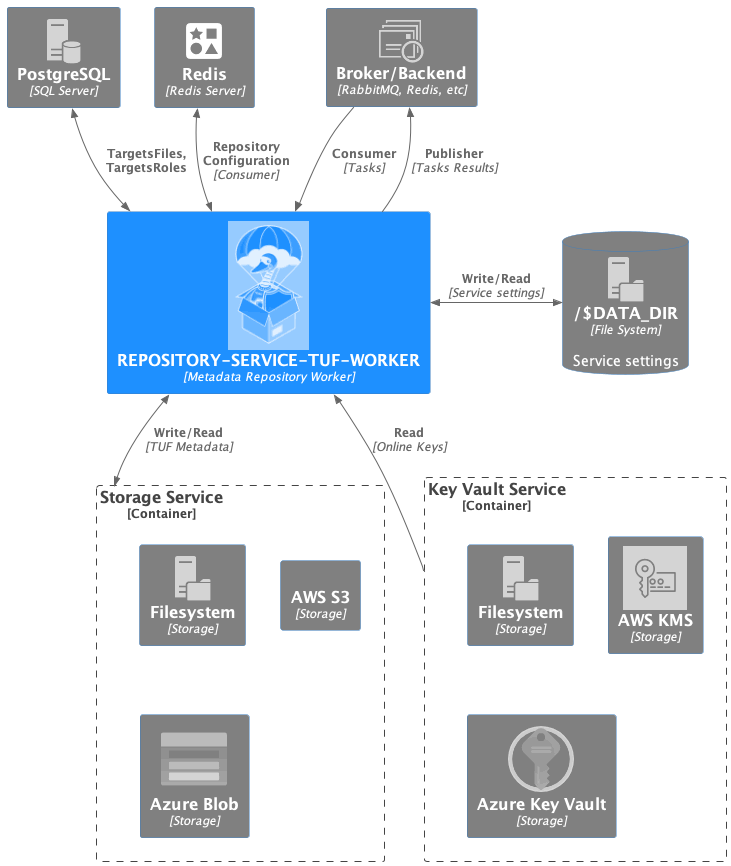 PostgreSQL
[SQL Server]
Redis
[Redis Server]
Broker/Backend
[RabbitMQ, Redis, etc]
TargetsFiles,
TargetsRoles
Repository
Configuration
[Consumer]
Consumer
[Tasks]
Publisher
[Tasks Results]
REPOSITORY-SERVICE-TUF-WORKER
[Metadata Repository Worker]
Write/Read
[Service settings]
/$DATA_DIR
[File System]
Service settings
Write/Read
[TUF Metadata]
Read
[Online Keys]
Storage Service
[Container]
Filesystem
[Storage]
AWS S3
[Storage]
Azure Blob
[Storage]
Key Vault Service
[Container]
Filesystem
[Storage]
AWS KMS
[Storage]
Azure Key Vault
[Storage]